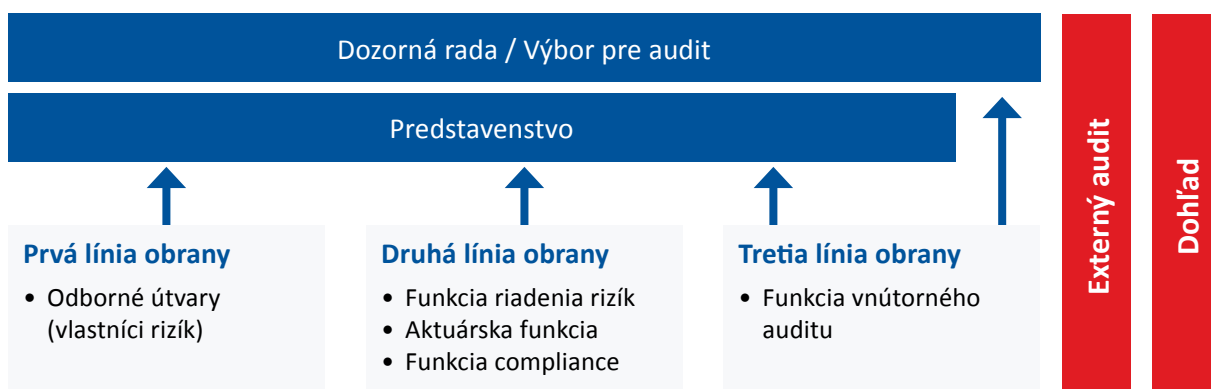 Dozorná rada / Výbor pre audit
Predstavenstvo
Prvá línia obrany
• Odborné útvary
(vlastníci rizík)
Druhá línia obrany
• Funkcia riadenia rizík
• Aktuárska funkcia
• Funkcia compliance
Tretia línia obrany
• Funkcia vnútorného
auditu
Externý audit
Dohľad